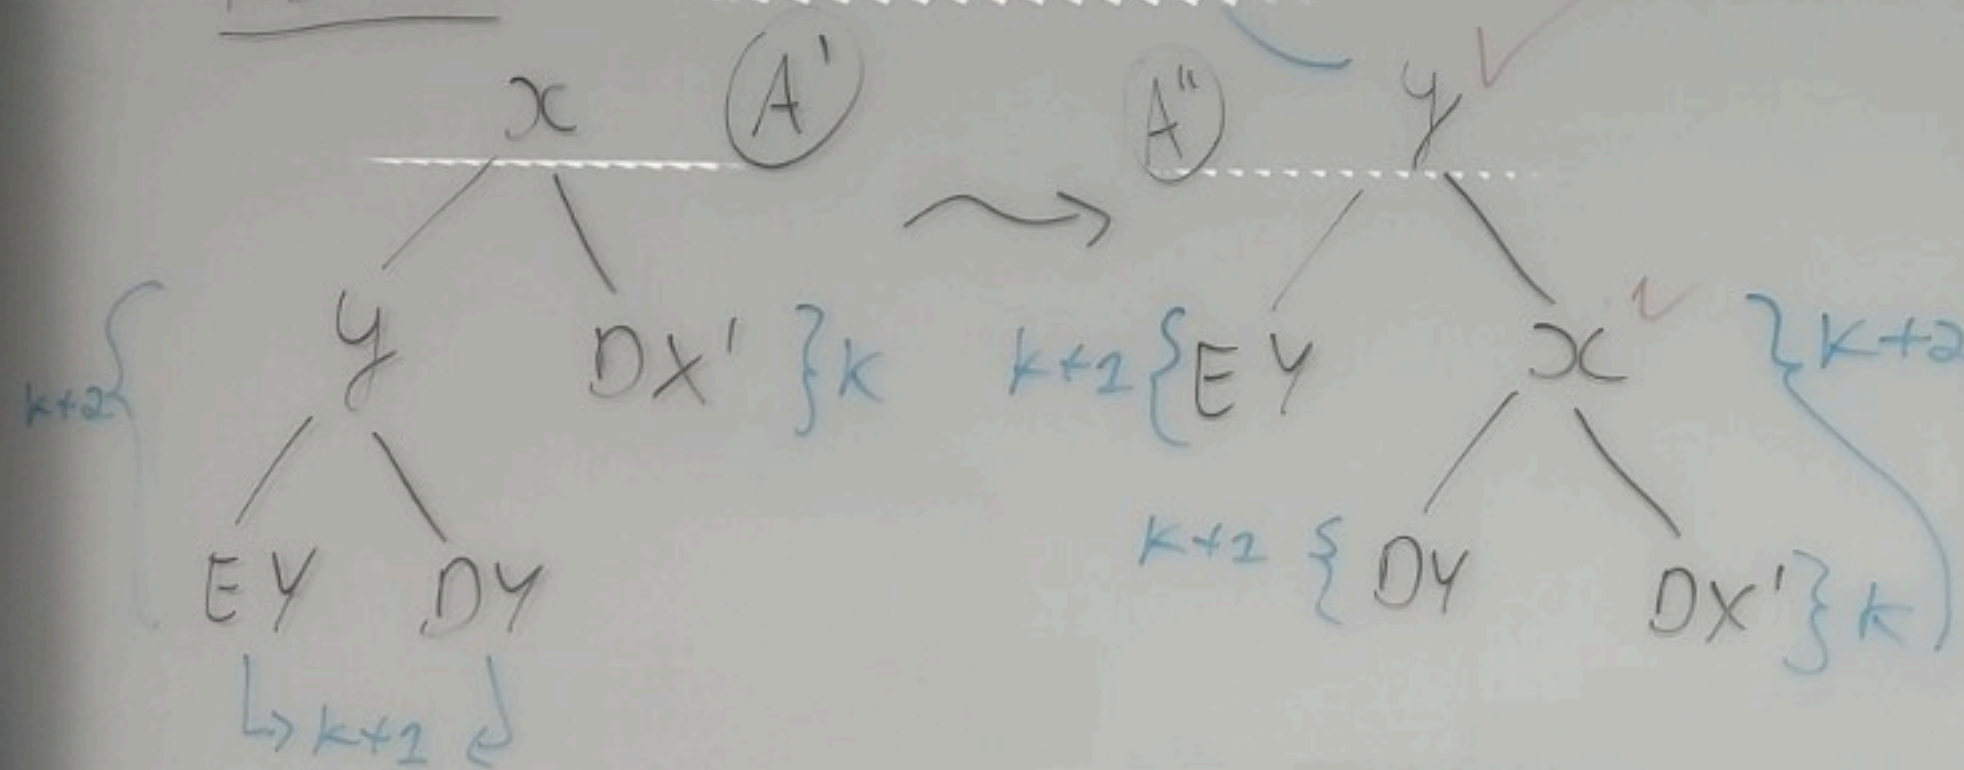 x A' A" y
y DX' } k k+1 { EY x } k+2
k+2 {
EY DY k+1 { DY DX' } k
k+1